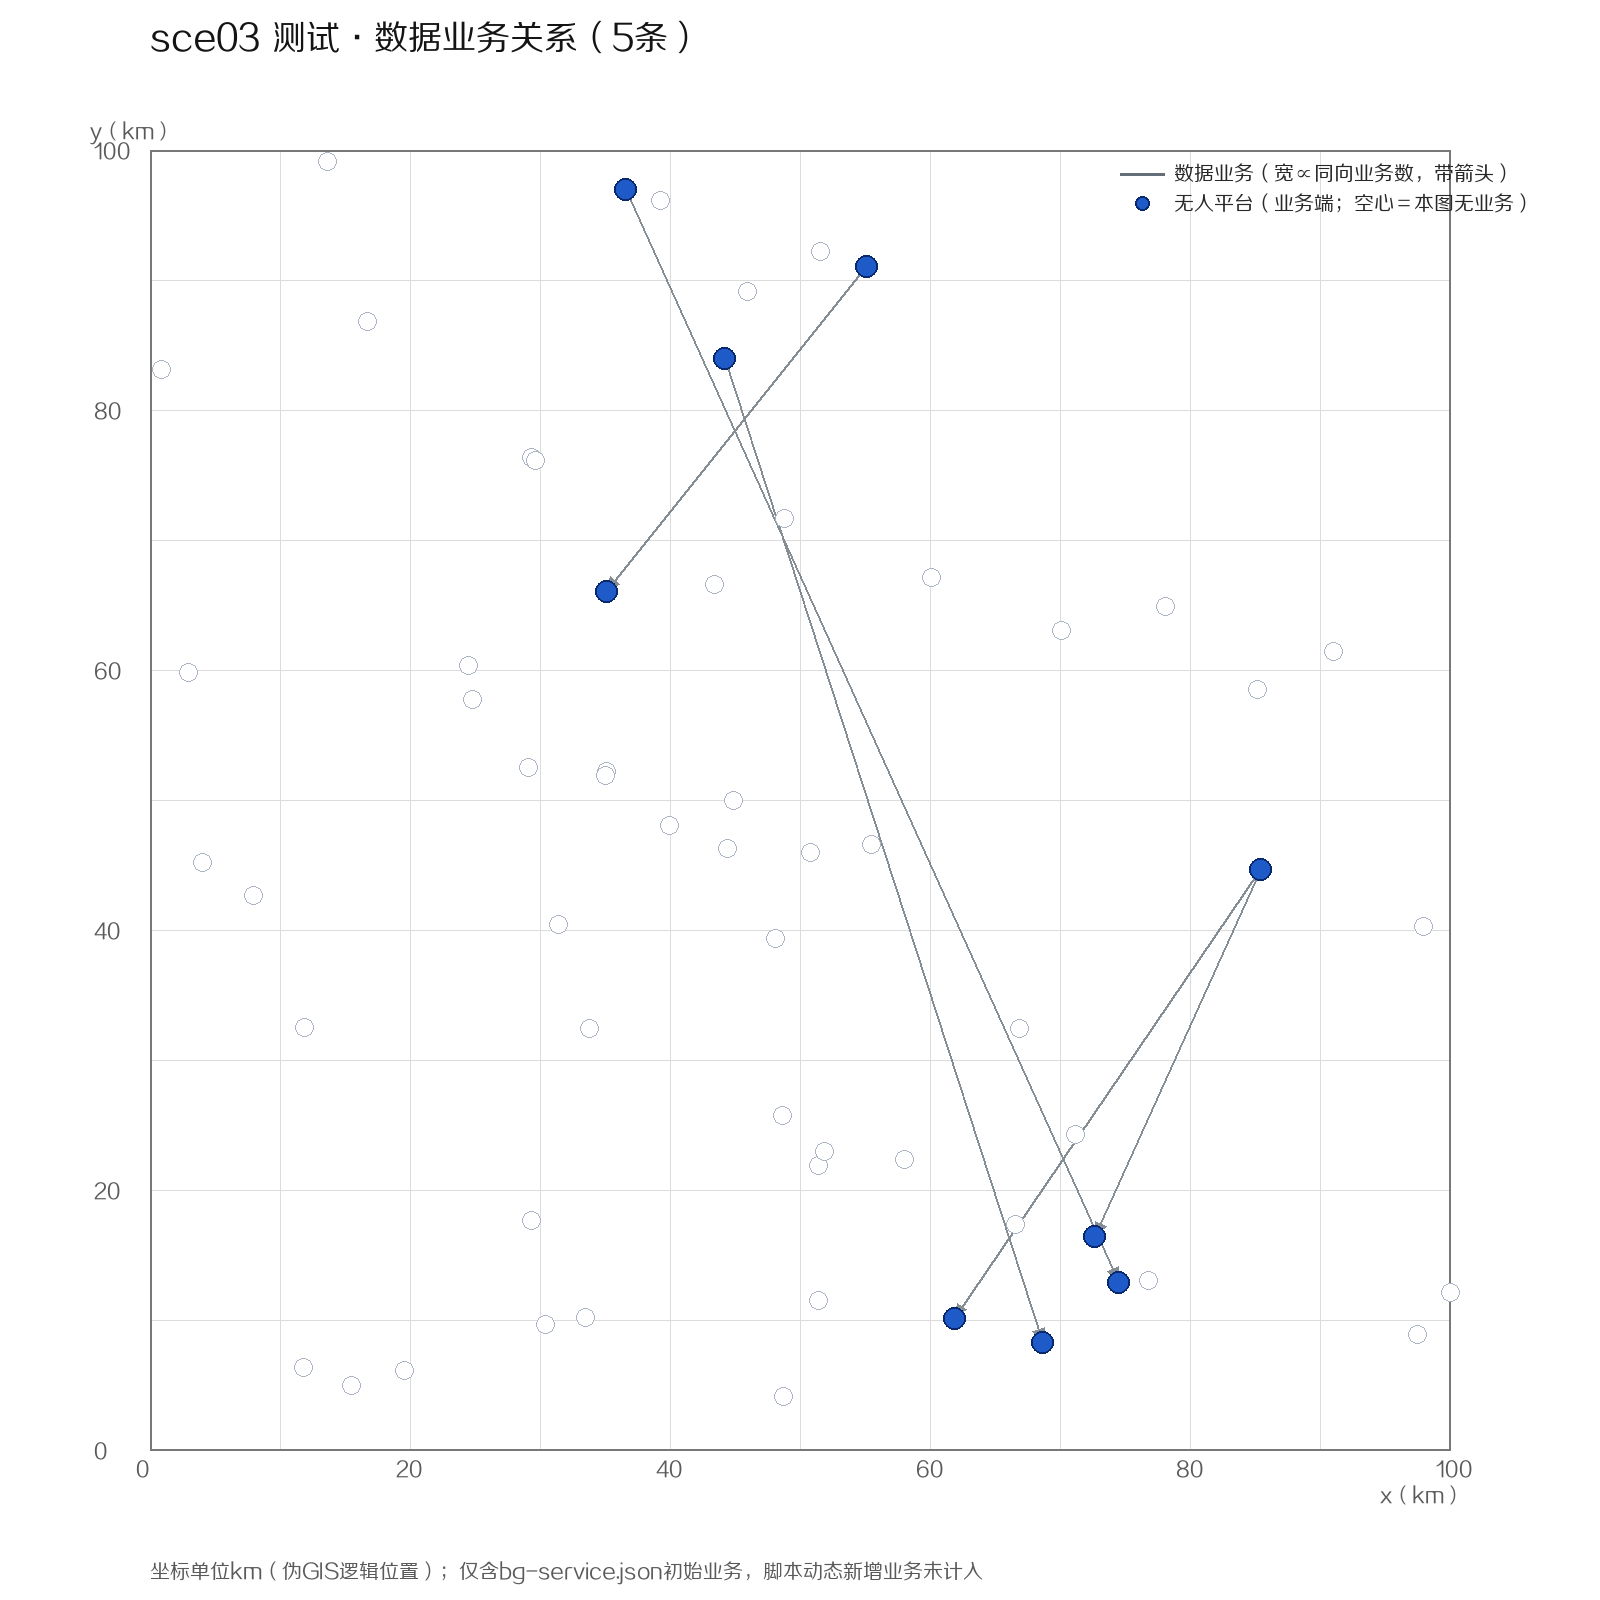 sce03 测试・数据业务关系（5条）
y（km）
100
数据业务（宽∝同向业务数，带箭头）
无人平台（业务端；空心＝本图无业务）
80
60
40
20
0
0 20 40 60 80 100
x（km）
坐标单位km（伪GIS逻辑位置）；仅含bg-service.json初始业务，脚本动态新增业务未计入